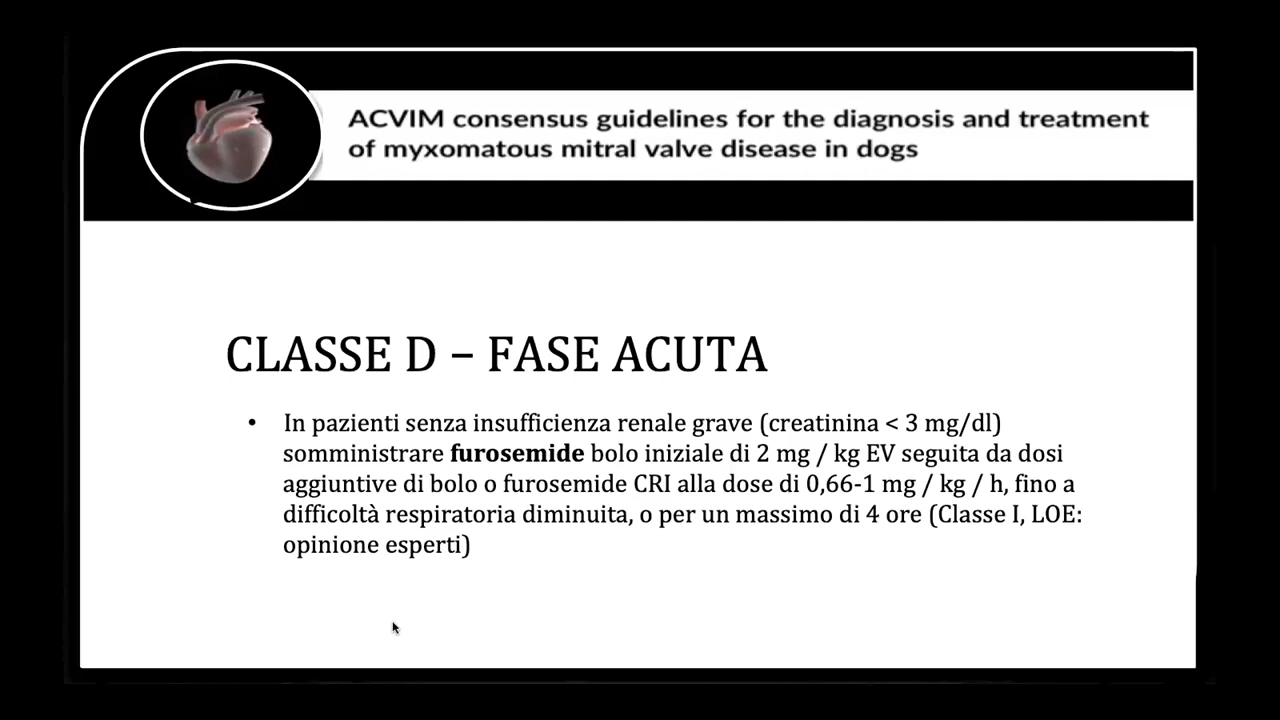 ACVIM consensus guidelines for the diagnosis and treatment
of myxomatous mitral valve disease in dogs
CLASSE D – FASE ACUTA
• In pazienti senza insufficienza renale grave (creatinina < 3 mg/dl)
somministrare furosemide bolo iniziale di 2 mg / kg EV seguita da dosi
aggiuntive di bolo o furosemide CRI alla dose di 0,66-1 mg / kg / h, fino a
difficoltà respiratoria diminuita, o per un massimo di 4 ore (Classe I, LOE:
opinione esperti)